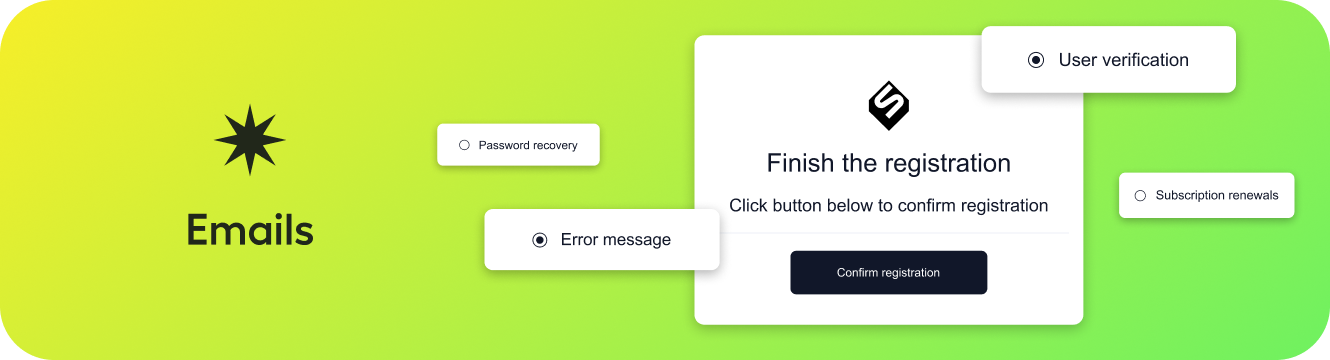 Emails
Password recovery
Error message
Finish the registration
Click button below to confirm registration
Confirm registration
User verification
Subscription renewals